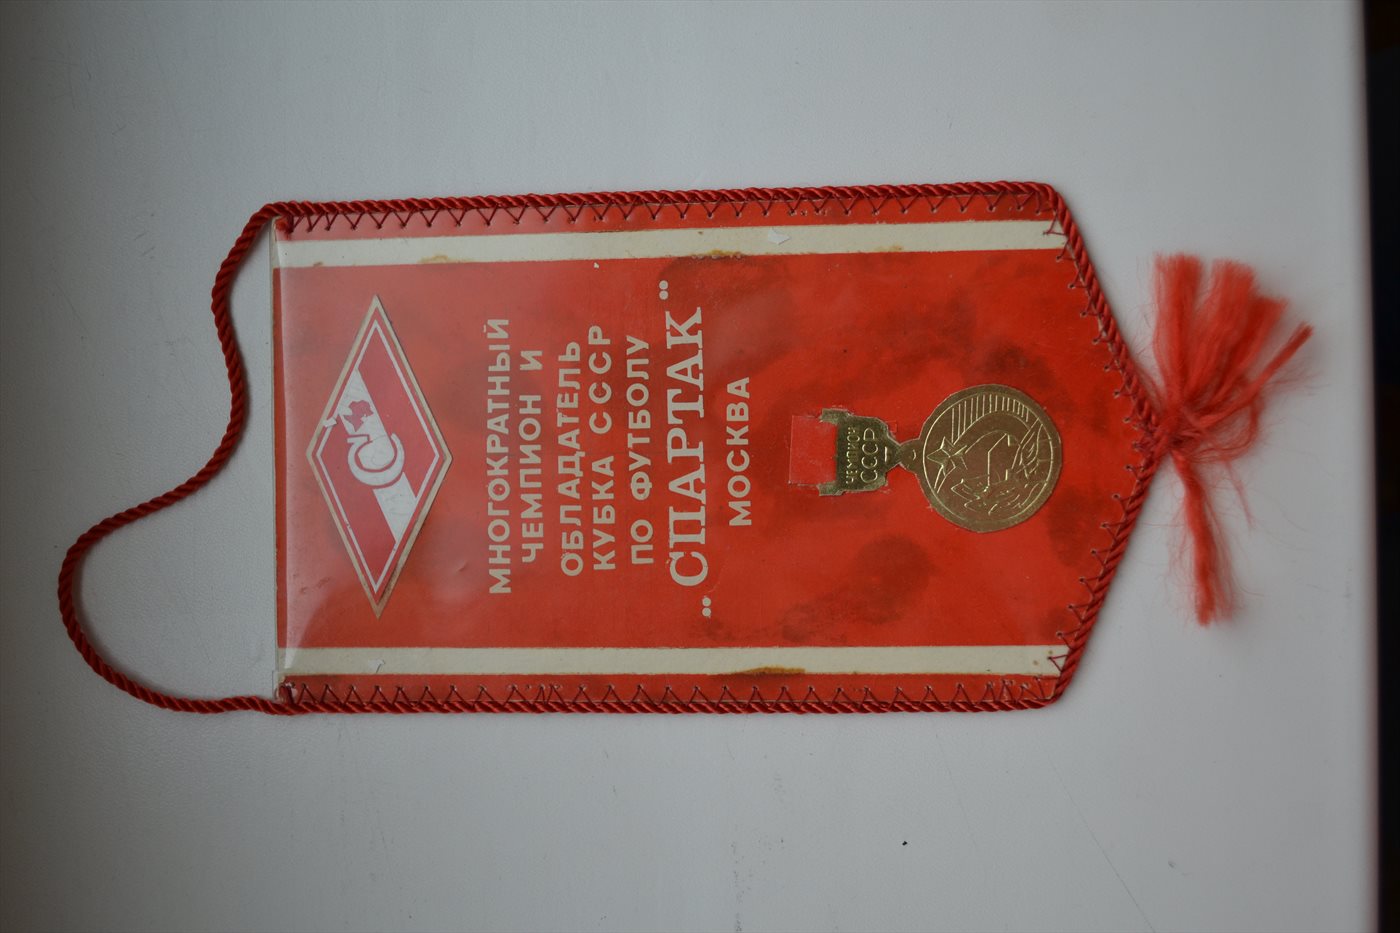 С
МНОГОКРАТНЫЙ
ЧЕМПИОН И
ОБЛАДАТЕЛЬ
КУБКА СССР
ПО ФУТБОЛУ
„СПАРТАК”
МОСКВА
ЧЕМПИОН
СССР